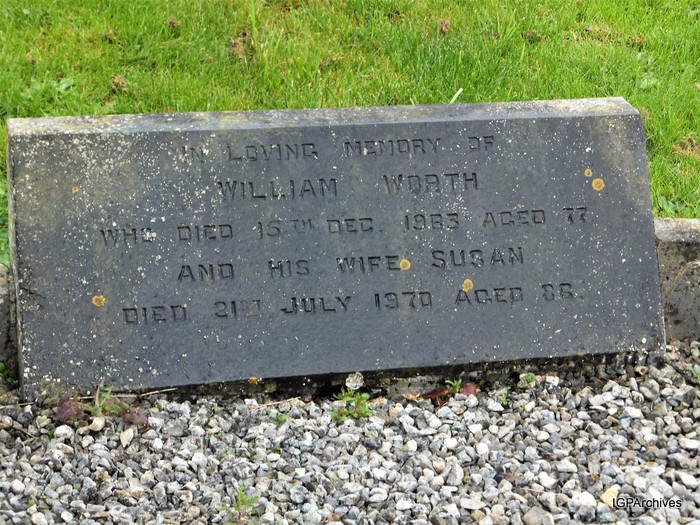 IN LOVING MEMORY OF
WILLIAM WORTH
WHO DIED 15TH DEC. 1963 AGED 77
AND HIS WIFE SUSAN
DIED 21ST JULY 1970 AGED
IGPArchives